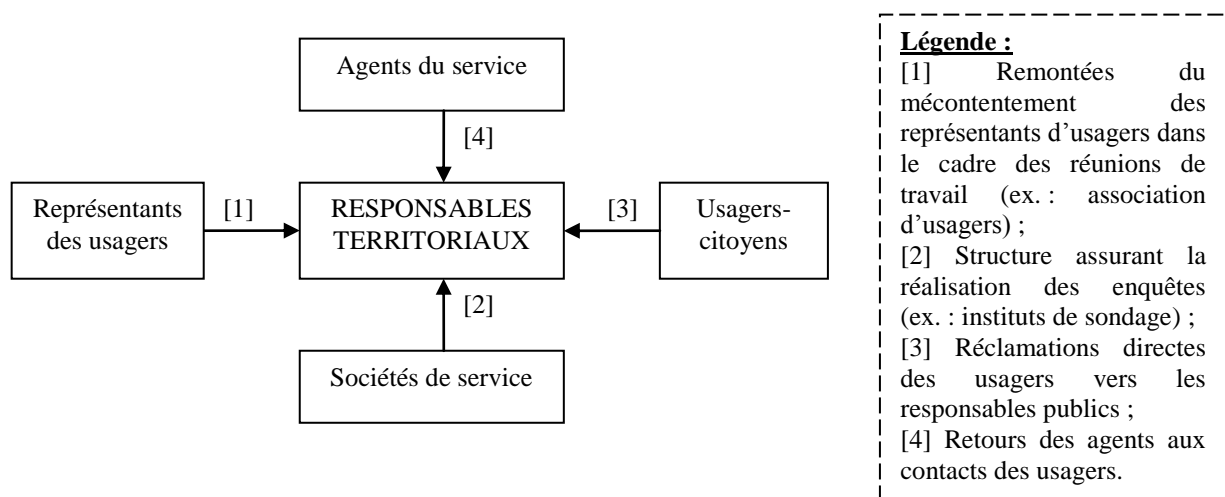 Agents du service
[4]
Représentants
des usagers
[1]
RESPONSABLES
TERRITORIAUX
[3]
Usagers-
citoyens
[2]
Sociétés de service
Légende :
[1] Remontées du
mécontentement des
représentants d’usagers dans
le cadre des réunions de
travail (ex. : association
d’usagers) ;
[2] Structure assurant la
réalisation des enquêtes
(ex. : instituts de sondage) ;
[3] Réclamations directes
des usagers vers les
responsables publics ;
[4] Retours des agents aux
contacts des usagers.